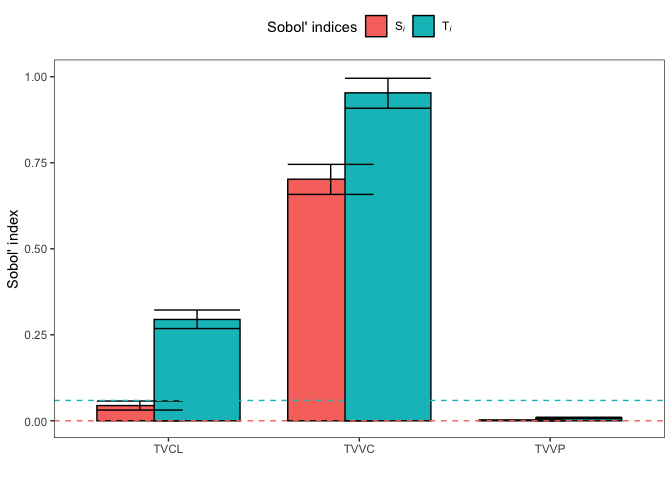 Sobol' indices Si Ti
Sobol' index
1.00
0.75
0.50
0.25
0.00
TVCL TVVC TVVP